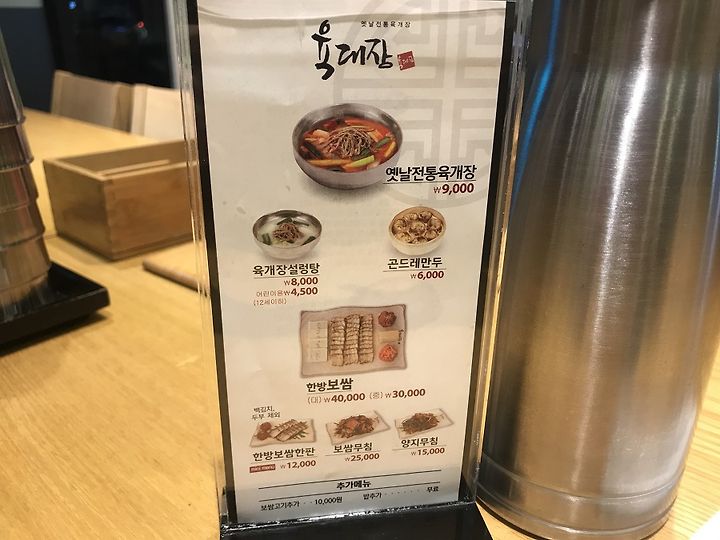 옛날전통육개장
육대장
옛날전통육개장
₩9,000
육개장설렁탕
₩8,000
어린이용₩4,500
(12세이하)
곤드레만두
₩6,000
한방보쌈
(대) ₩40,000 (중) ₩30,000
백김치,
두부 제외
한방보쌈한판
mini menu ₩12,000
보쌈무침
₩25,000
양지무침
₩15,000
추가메뉴
보쌈고기추가 · · 10,000원
밥추가 · · · · · · 무료